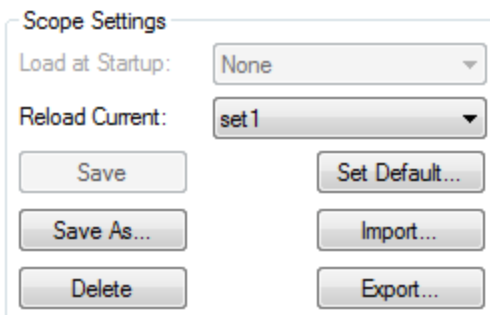 Scope Settings
Load at Startup: None
Reload Current: set1
Save Set Default...
Save As... Import...
Delete Export...